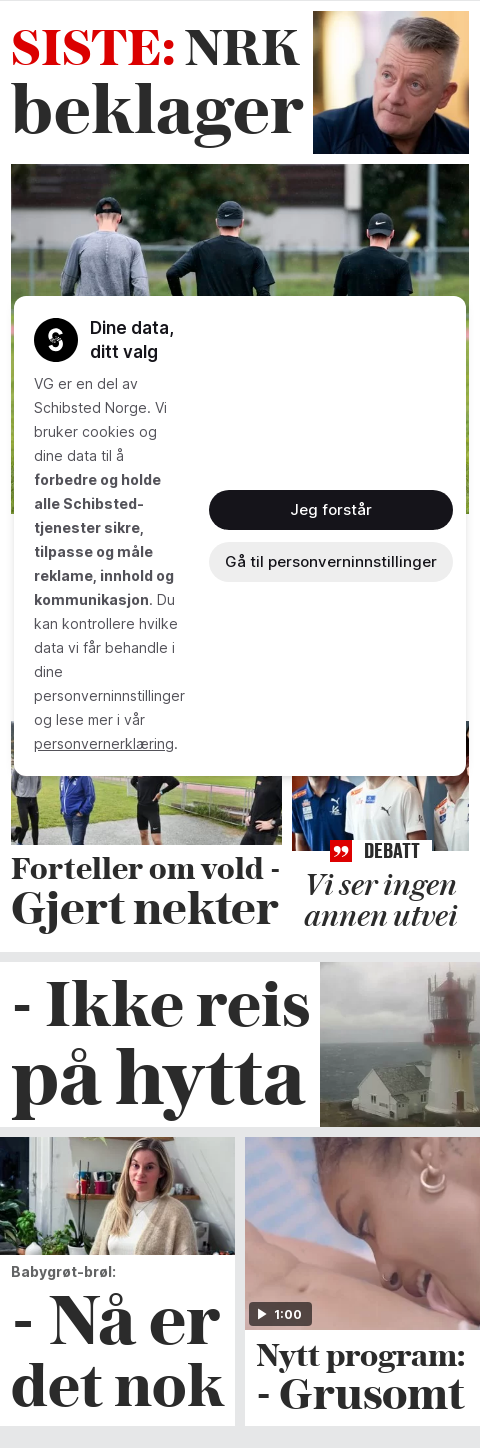 SISTE: NRK
beklager
Dine data,
ditt valg
VG er en del av
Schibsted Norge. Vi
bruker cookies og
dine data til å
forbedre og holde
alle Schibsted-
tjenester sikre,
tilpasse og måle
reklame, innhold og
kommunikasjon. Du
kan kontrollere hvilke
data vi får behandle i
dine
personverninnstillinger
og lese mer i vår
personvernerklæring.
Jeg forstår
Gå til personverninnstillinger
Forteller om vold -
Gjert nekter
DEBATT
Vi ser ingen
annen utvei
- Ikke reis
på hytta
Babygrøt-brøl:
- Nå er
det nok
1:00
Nytt program:
- Grusomt